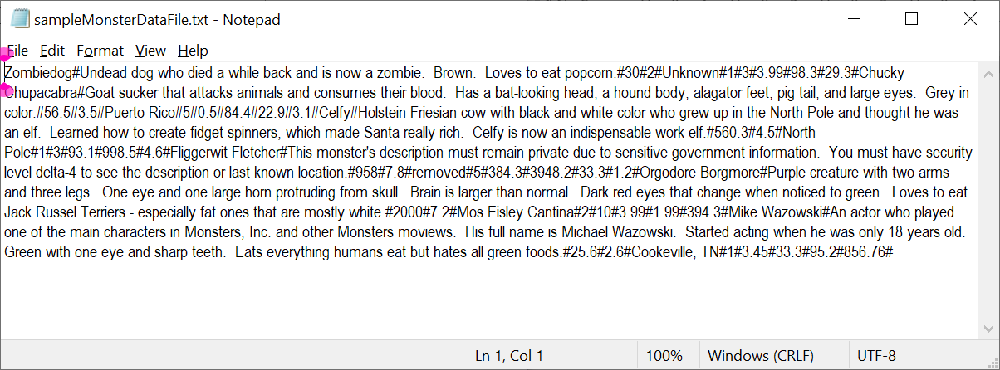 sampleMonsterDataFile.txt - Notepad
File Edit Format View Help
Zombiedog#Undead dog who died a while back and is now a zombie.  Brown.  Loves to eat popcorn.#30#2#Unknown#1#3#3.99#98.3#29.3#Chucky
Chupacabra#Goat sucker that attacks animals and consumes their blood.  Has a bat-looking head, a hound body, alagator feet, pig tail, and large eyes.  Grey in
color.#56.5#3.5#Puerto Rico#5#0.5#84.4#22.9#3.1#Celfy#Holstein Friesian cow with black and white color who grew up in the North Pole and thought he was
an elf.  Learned how to create fidget spinners, which made Santa really rich.  Celfy is now an indispensable work elf.#560.3#4.5#North
Pole#1#3#93.1#998.5#4.6#Fliggerwit Fletcher#This monster's description must remain private due to sensitive government information.  You must have security
level delta-4 to see the description or last known location.#958#7.8#removed#5#384.3#3948.2#33.3#1.2#Orgodore Borgmore#Purple creature with two arms
and three legs.  One eye and one large horn protruding from skull.  Brain is larger than normal.  Dark red eyes that change when noticed to green.  Loves to eat
Jack Russel Terriers - especially fat ones that are mostly white.#2000#7.2#Mos Eisley Cantina#2#10#3.99#1.99#394.3#Mike Wazowski#An actor who played
one of the main characters in Monsters, Inc. and other Monsters moviews.  His full name is Michael Wazowski.  Started acting when he was only 18 years old.
Green with one eye and sharp teeth.  Eats everything humans eat but hates all green foods.#25.6#2.6#Cookeville, TN#1#3.45#33.3#95.2#856.76#
Ln 1, Col 1 100% Windows (CRLF) UTF-8